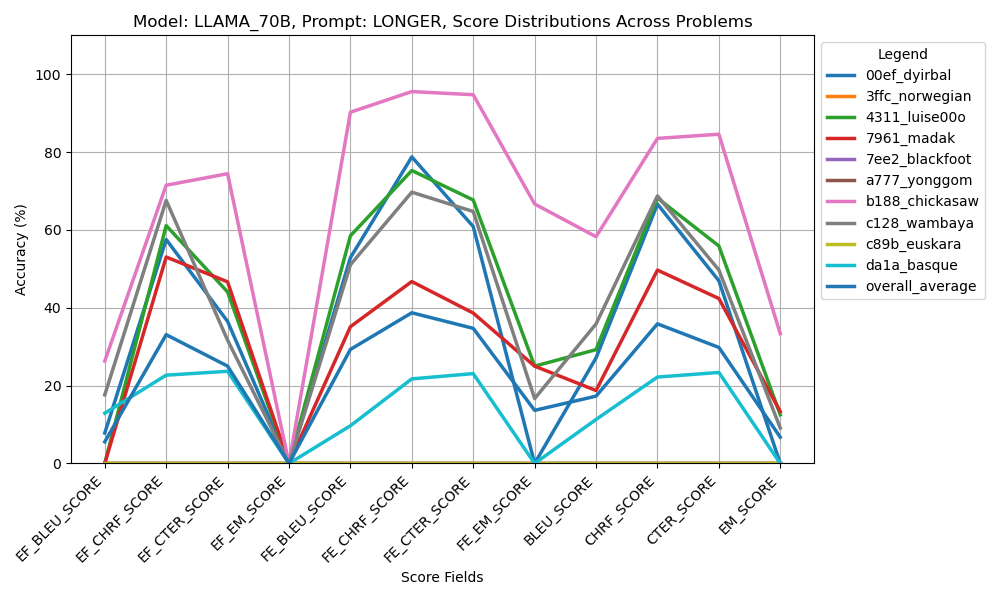 Model: LLAMA_70B, Prompt: LONGER, Score Distributions Across Problems
Accuracy (%)
100
80
60
40
20
0
EF_BLEU_SCORE
EF_CHRF_SCORE
EF_CTER_SCORE
EF_EM_SCORE
FE_BLEU_SCORE
FE_CHRF_SCORE
FE_CTER_SCORE
FE_EM_SCORE
BLEU_SCORE
CHRF_SCORE
CTER_SCORE
EM_SCORE
Score Fields
Legend
00ef_dyirbal
3ffc_norwegian
4311_luise00o
7961_madak
7ee2_blackfoot
a777_yonggom
b188_chickasaw
c128_wambaya
c89b_euskara
da1a_basque
overall_average